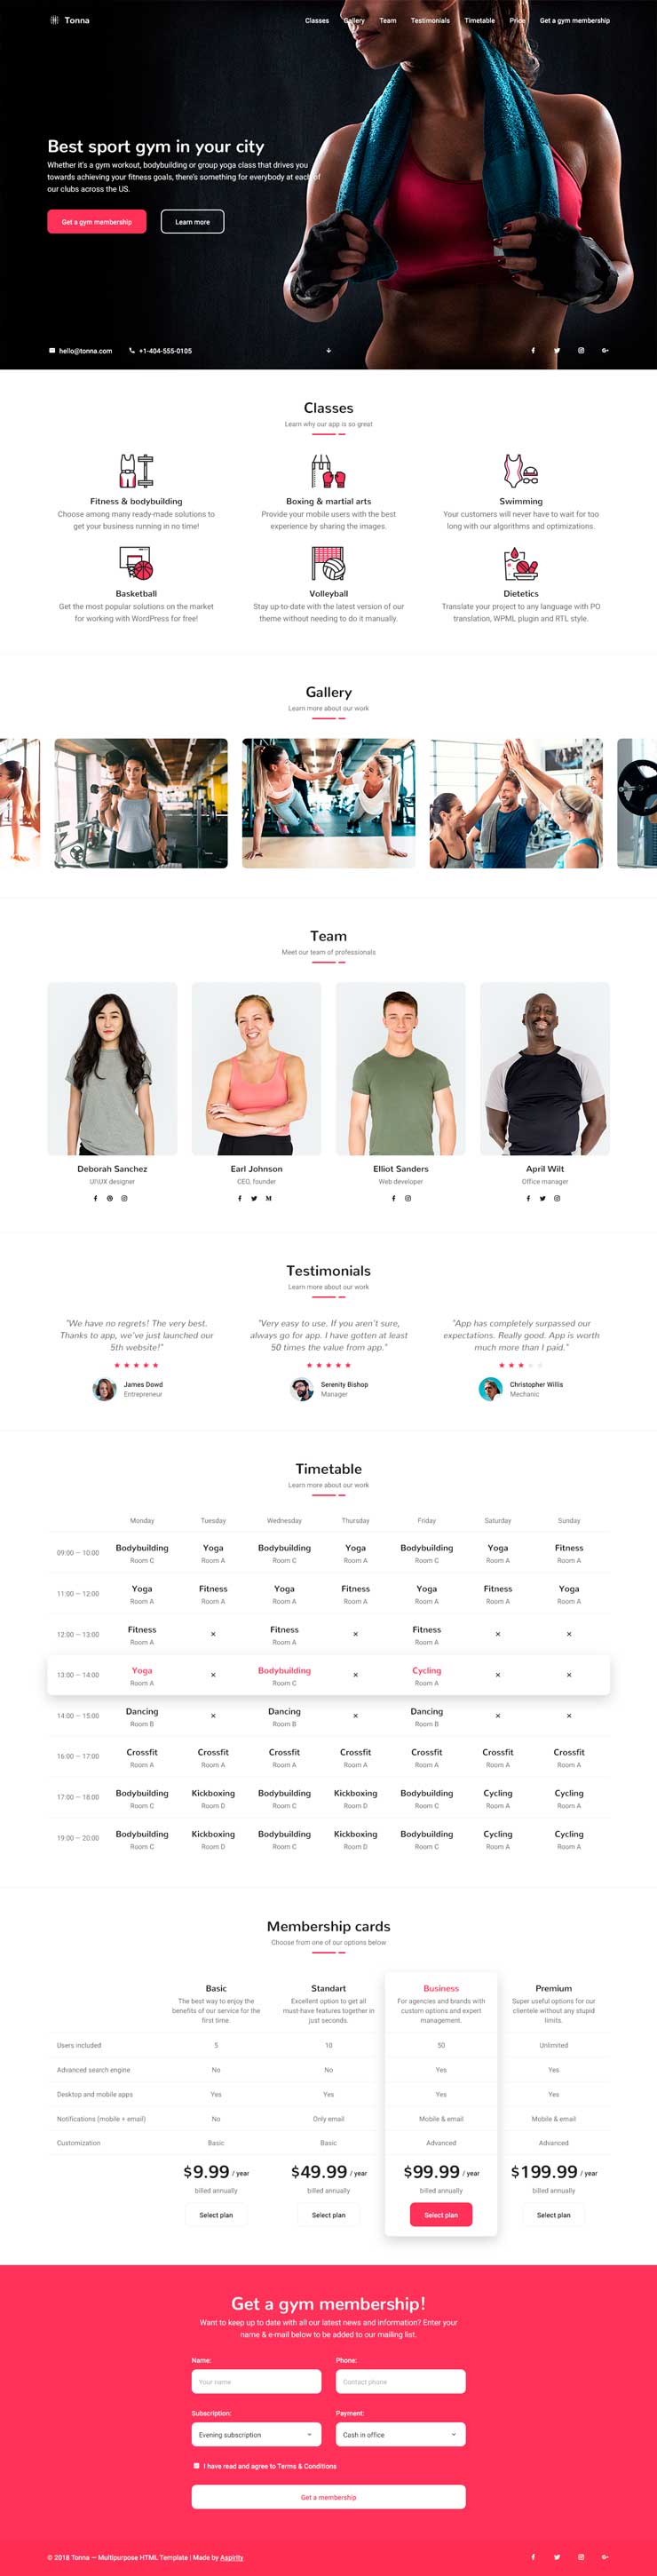 Tonna
Classes Gallery Team Testimonials Timetable Price Get a gym membership
Best sport gym in your city
Whether it's a gym workout, bodybuilding or group yoga class that drives you
towards achieving your fitness goals, there's something for everybody at each of
our clubs across the US.
Get a gym membership Learn more
hello@tonna.com +1-404-555-0105
Classes
Learn why our app is so great
Fitness & bodybuilding
Choose among many ready-made solutions to
get your business running in no time!
Boxing & martial arts
Provide your mobile users with the best
experience by sharing the images.
Swimming
Your customers will never have to wait for too
long with our algorithms and optimizations.
Basketball
Get the most popular solutions on the market
for working with WordPress for free!
Volleyball
Stay up-to-date with the latest version of our
theme without needing to do it manually.
Dietetics
Translate your project to any language with PO
translation, WPML plugin and RTL style.
Gallery
Learn more about our work
Team
Meet our team of professionals
Deborah Sanchez
UI\UX designer
Earl Johnson
CEO, founder
Elliot Sanders
Web developer
April Wilt
Office manager
Testimonials
Learn more about our work
"We have no regrets! The very best.
Thanks to app, we've just launched our
5th website!"
James Dowd
Entrepreneur
"Very easy to use. If you aren't sure,
always go for app. I have gotten at least
50 times the value from app."
Serenity Bishop
Manager
"App has completely surpassed our
expectations. Really good. App is worth
much more than I paid."
Christopher Willis
Mechanic
Timetable
Learn more about our work
Monday Tuesday Wednesday Thursday Friday Saturday Sunday
09:00 — 10:00 Bodybuilding Yoga Bodybuilding Yoga Bodybuilding Yoga Fitness
Room C Room A Room C Room A Room C Room A Room A
11:00 — 12:00 Yoga Fitness Yoga Fitness Yoga Fitness Yoga
Room A Room A Room A Room A Room A Room A Room A
12:00 — 13:00 Fitness × Fitness × Fitness × ×
Room A Room A Room A
13:00 — 14:00 Yoga × Bodybuilding × Cycling × ×
Room A Room C Room A
14:00 — 15:00 Dancing × Dancing × Dancing × ×
Room B Room B Room B
16:00 — 17:00 Crossfit Crossfit Crossfit Crossfit Crossfit Crossfit Crossfit
Room A Room A Room A Room A Room A Room A Room A
17:00 — 18:00 Bodybuilding Kickboxing Bodybuilding Kickboxing Bodybuilding Cycling Cycling
Room C Room D Room C Room D Room C Room A Room A
19:00 — 20:00 Bodybuilding Kickboxing Bodybuilding Kickboxing Bodybuilding Cycling Cycling
Room C Room D Room C Room D Room C Room A Room A
Membership cards
Choose from one of our options below
Basic
The best way to enjoy the
benefits of our service for the
first time.
Standart
Excellent option to get all
must-have features together in
just seconds.
Business
For agencies and brands with
custom options and expert
management.
Premium
Super useful options for our
clientele without any stupid
limits.
Users included 5 10 50 Unlimited
Advanced search engine No No Yes Yes
Desktop and mobile apps Yes Yes Yes Yes
Notifications (mobile + email) No Only email Mobile & email Mobile & email
Customization Basic Basic Advanced Advanced
$9.99 / year $49.99 / year $99.99 / year $199.99 / year
billed annually billed annually billed annually billed annually
Select plan Select plan Select plan Select plan
Get a gym membership!
Want to keep up to date with all our latest news and information? Enter your
name & e-mail below to be added to our mailing list.
Name: Phone:
Your name Contact phone
Subscription: Payment:
Evening subscription Cash in office
I have read and agree to Terms & Conditions
Get a membership
© 2018 Tonna — Multipurpose HTML Template | Made by Aspirity